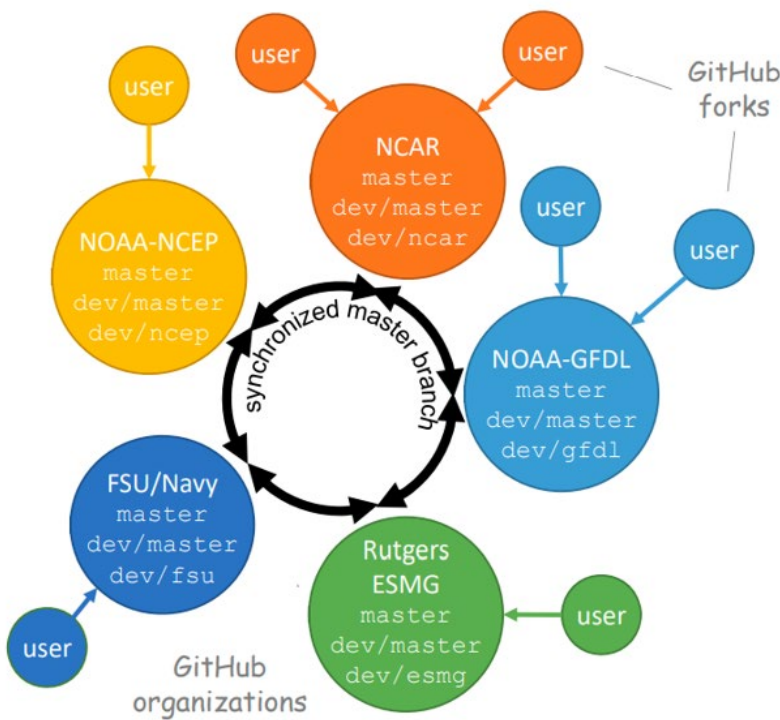 user
user
user
GitHub
forks
NCAR
master
dev/master
dev/ncar
user
user
NOAA-NCEP
master
dev/master
dev/ncep
synchronized master branch
NOAA-GFDL
master
dev/master
dev/gfdl
FSU/Navy
master
dev/master
dev/fsu
Rutgers
ESMG
master
dev/master
dev/esmg
user
user
GitHub
organizations